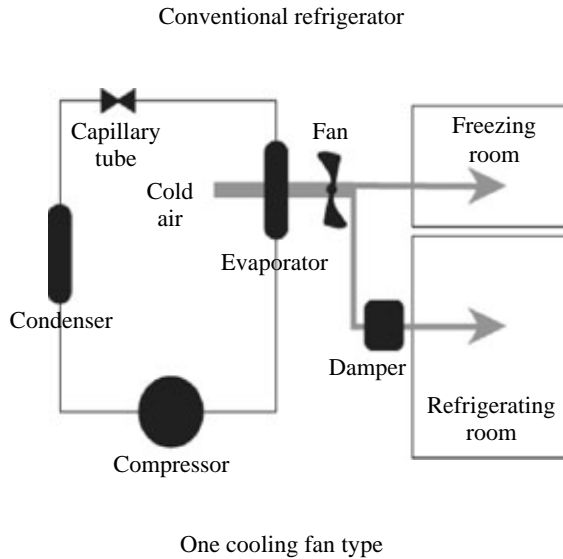 Conventional refrigerator
Capillary
tube
Fan
Freezing
room
Cold
air
Evaporator
Condenser
Damper
Refrigerating
room
Compressor
One cooling fan type